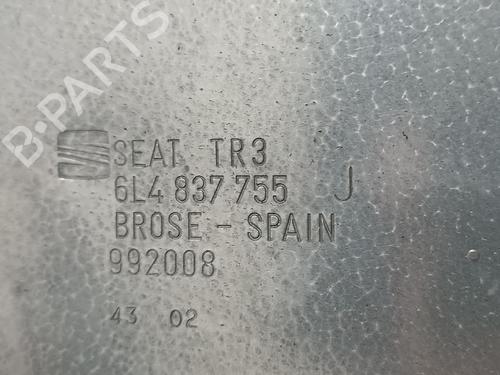 B-PARTS
SEAT TR3
6L4 837 755 J
BROSE - SPAIN
992008
43 02